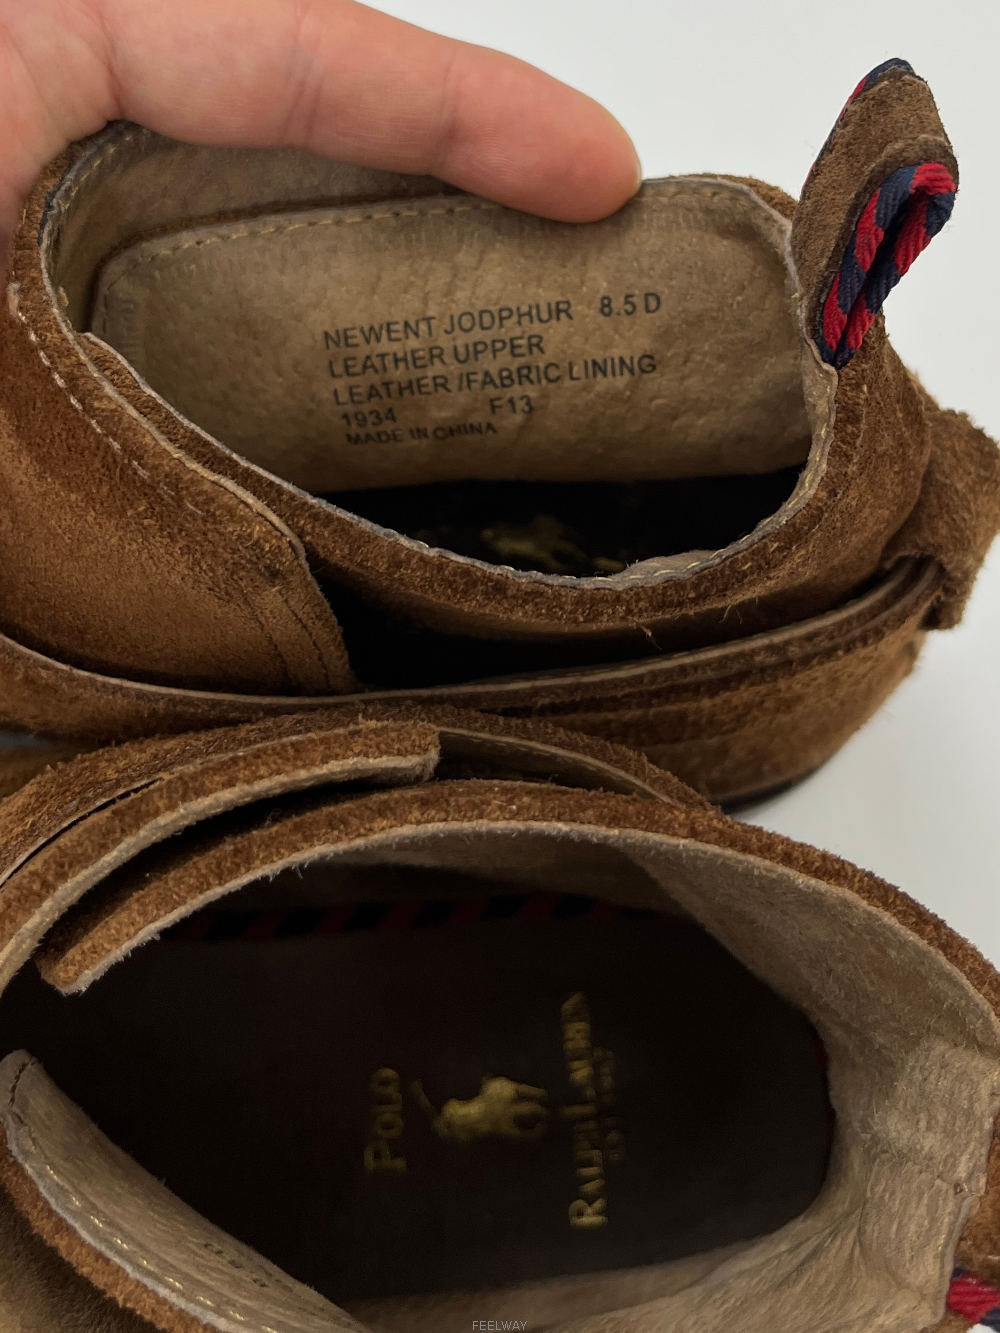 NEWENT JODPHUR 8.5 D
LEATHER UPPER
LEATHER /FABRIC LINING
1934 F13
MADE IN CHINA
POLO
RALPH LAUREN
FEELWAY